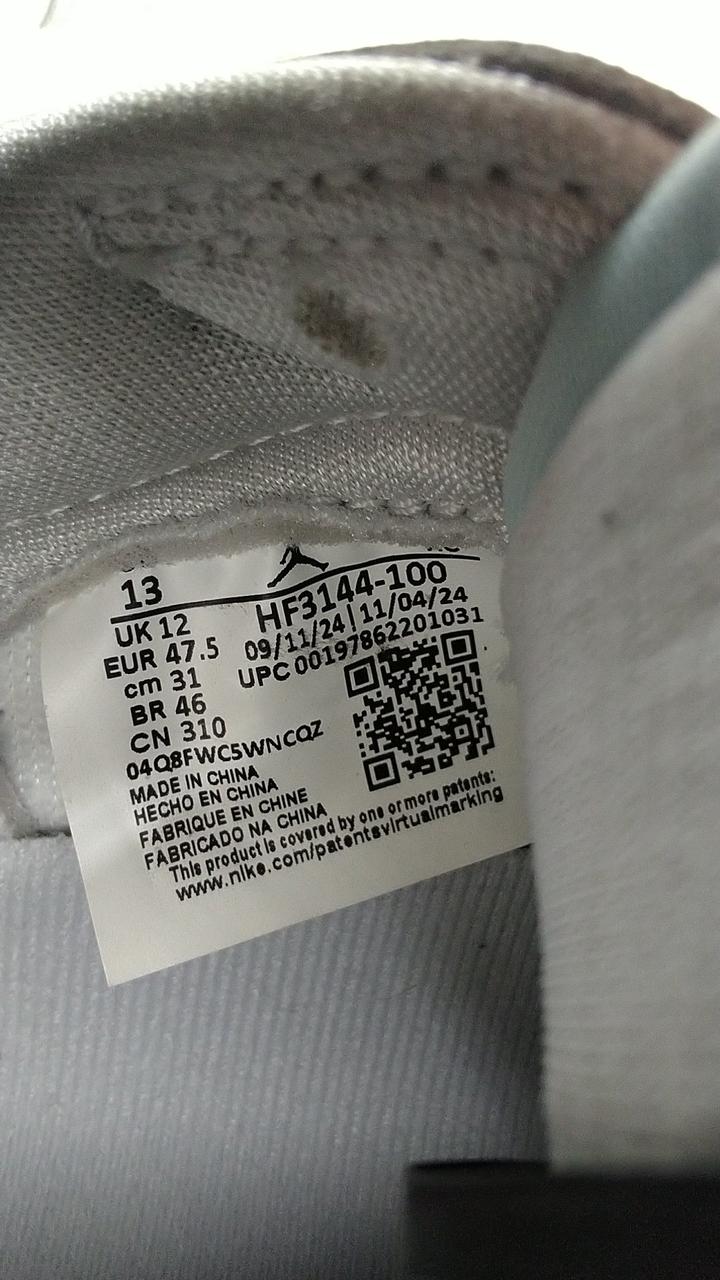 13
UK 12
EUR 47.5
cm 31
BR 46
CN 310
HF3144-100
09/11/24|11/04/24
UPC 00197862201031
04Q8FWC5WNCQZ
MADE IN CHINA
HECHO EN CHINA
FABRIQUE EN CHINE
FABRICADO NA CHINA
This product is covered by one or more patents:
www.nike.com/patentsvirtualmarking